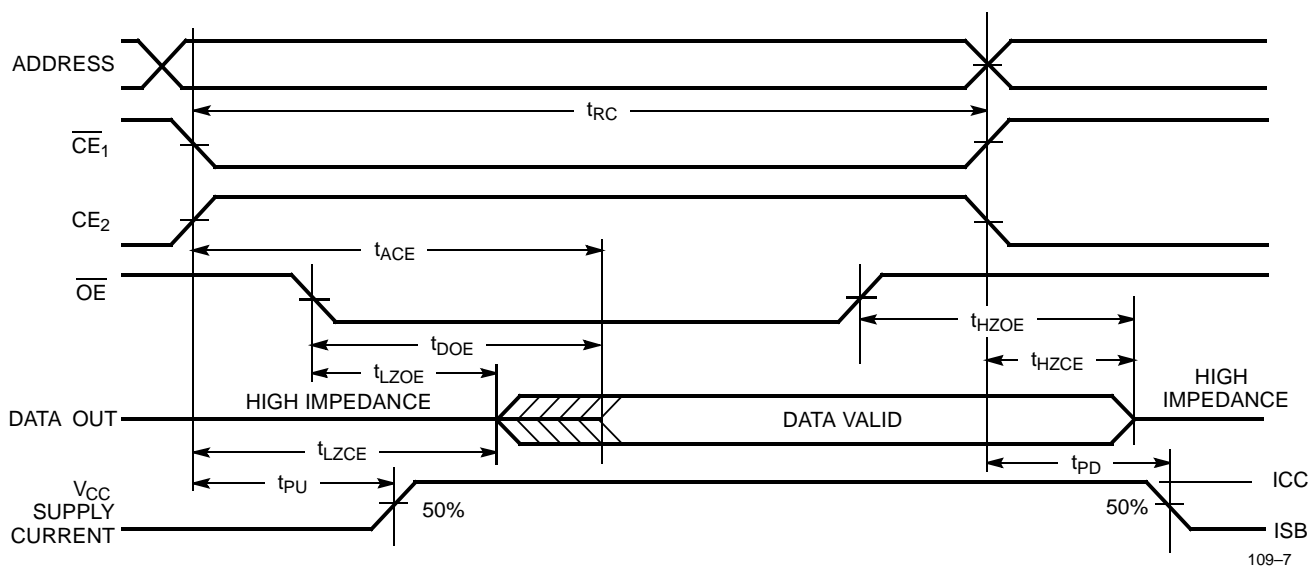 ADDRESS
tRC
CE1
CE2
tACE
OE
tHZOE
tDOE
tHZCE
tLZOE
HIGH
IMPEDANCE
HIGH IMPEDANCE
DATA OUT
DATA VALID
tLZCE
tPU
tPD
VCC
SUPPLY
CURRENT
50%
50%
ICC
ISB
109–7